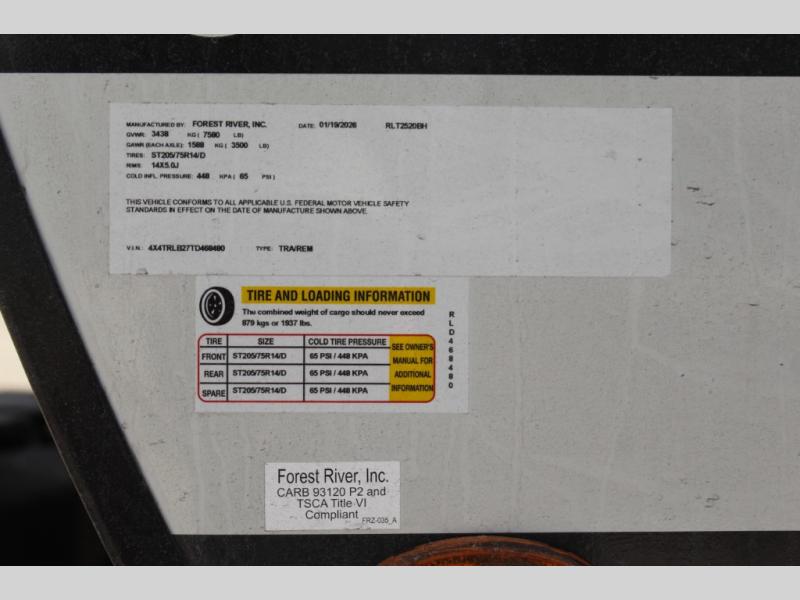 MANUFACTURED BY: FOREST RIVER, INC. DATE: 01/19/2026 RLT2520BH
GVWR: 3438 KG ( 7580 LB)
GAWR (EACH AXLE): 1588 KG ( 3500 LB)
TIRES: ST205/75R14/D
RIMS: 14X5.0J
COLD INFL. PRESSURE: 448 KPA ( 65 PSI )
THIS VEHICLE CONFORMS TO ALL APPLICABLE U.S. FEDERAL MOTOR VEHICLE SAFETY
STANDARDS IN EFFECT ON THE DATE OF MANUFACTURE SHOWN ABOVE.
V.I.N.: 4X4TRLB27TD468480 TYPE: TRA/REM
TIRE AND LOADING INFORMATION
The combined weight of cargo should never exceed
879 kgs or 1937 lbs.
TIRE SIZE COLD TIRE PRESSURE SEE OWNER'S
FRONT ST205/75R14/D 65 PSI / 448 KPA MANUAL FOR
REAR ST205/75R14/D 65 PSI / 448 KPA ADDITIONAL
SPARE ST205/75R14/D 65 PSI / 448 KPA INFORMATION
RLD468480
Forest River, Inc.
CARB 93120 P2 and
TSCA Title VI
Compliant
FRZ-035_A